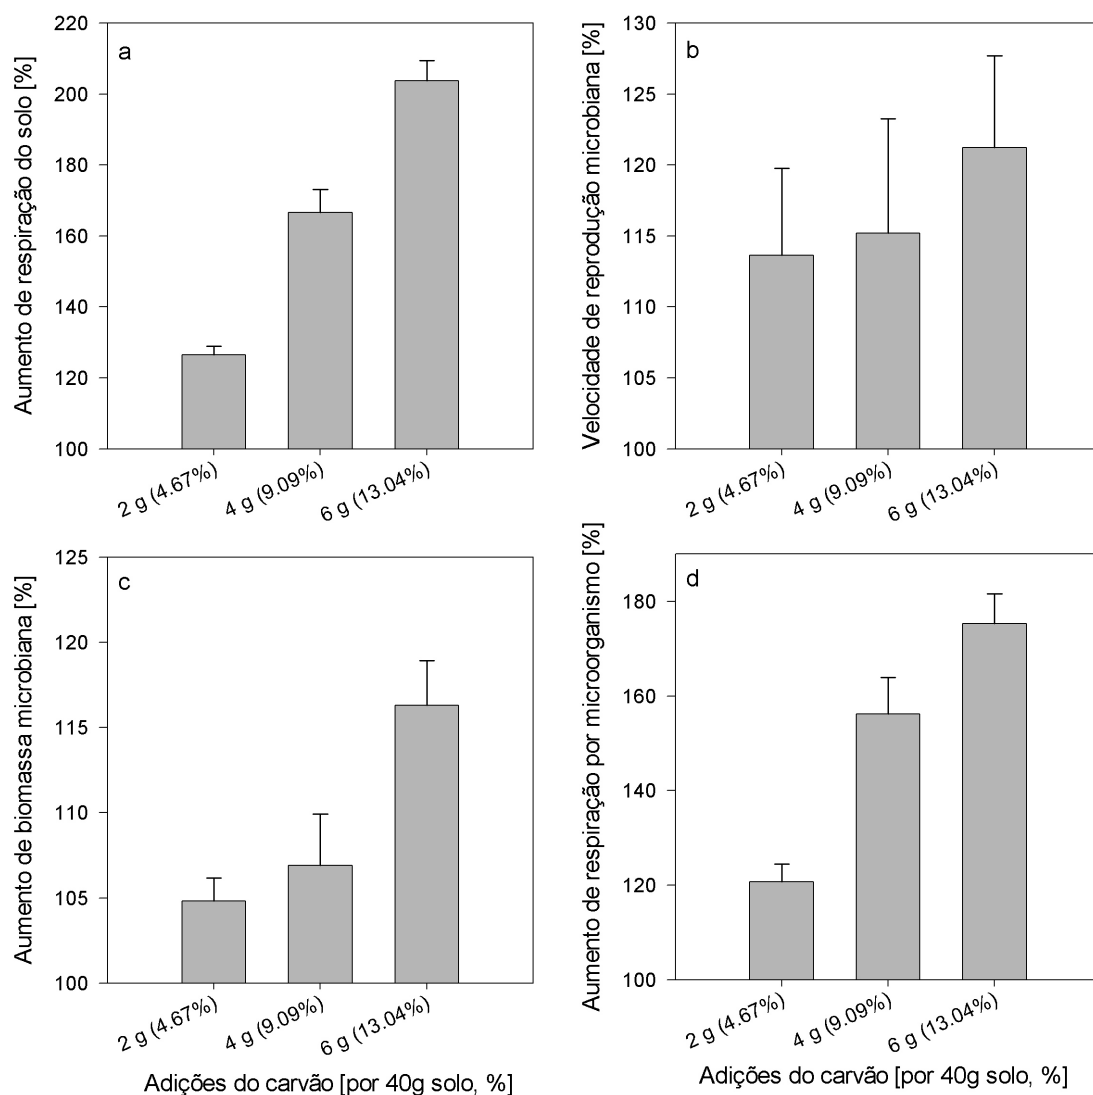 Aumento de respiração do solo [%]
a
220
200
180
160
140
120
100
2 g (4.67%)
4 g (9.09%)
6 g (13.04%)
Velocidade de reprodução microbiana [%]
b
130
125
120
115
110
105
100
2 g (4.67%)
4 g (9.09%)
6 g (13.04%)
Aumento de biomassa microbiana [%]
c
125
120
115
110
105
100
2 g (4.67%)
4 g (9.09%)
6 g (13.04%)
Adições do carvão [por 40g solo, %]
Aumento de respiração por microorganismo [%]
d
180
160
140
120
100
2 g (4.67%)
4 g (9.09%)
6 g (13.04%)
Adições do carvão [por 40g solo, %]